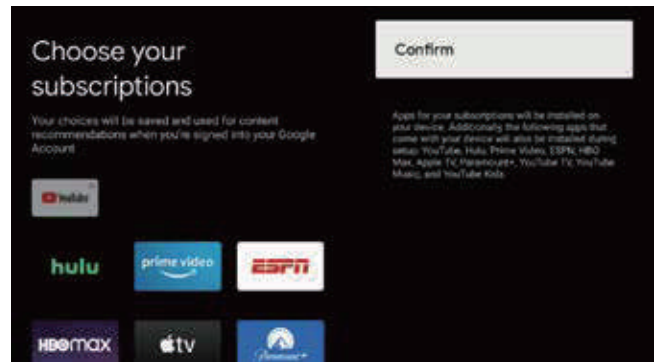 Choose your
subscriptions
Your choices will be saved and used for content
recommendations when you're signed into your Google
Account
YouTube
hulu
prime video
ESPN
HBOmax
tv
Paramount+
Confirm
Apps for your subscriptions will be installed on
your device. Additionally, the following apps that
come with your device will also be installed during
setup: YouTube, Hulu, Prime Video, ESPN, HBO
Max, Apple TV, Paramount+, YouTube TV, YouTube
Music, and YouTube Kids.